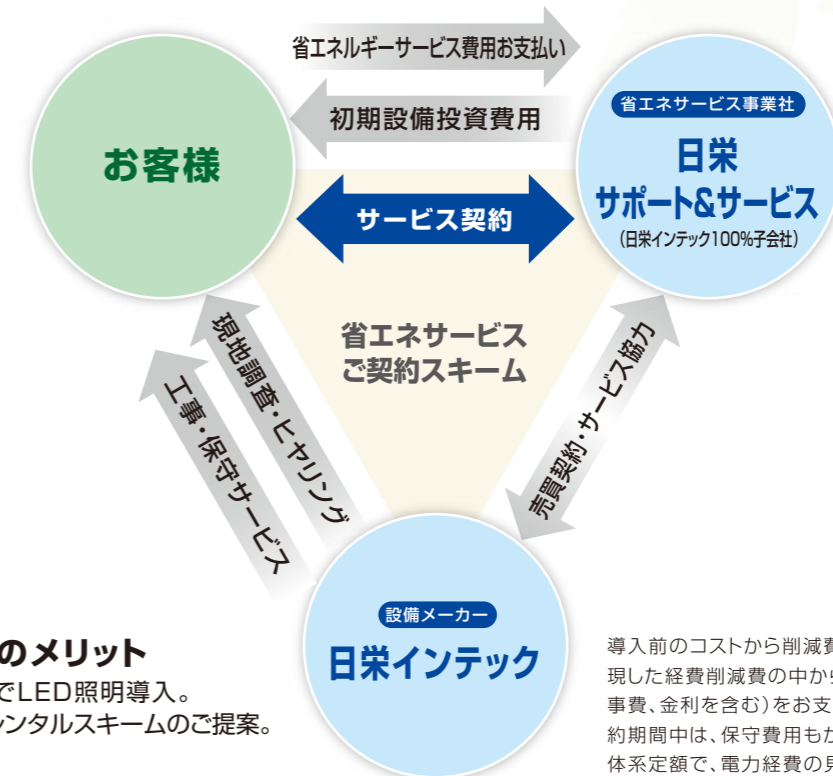 省エネルギーサービス費用お支払い
初期設備投資費用
お客様
省エネサービス事業社
日栄
サポート&サービス
(日栄インテック100%子会社)
サービス契約
省エネサービス
ご契約スキーム
現地調査・ヒヤリング
工事・保守サービス
売買契約・サービス協力
設備メーカー
日栄インテック
のメリット
でLED照明導入。
レンタルスキームのご提案。
導入前のコストから削減費
現した経費削減費の中から
事費、金利を含む)をお支
約期間中は、保守費用もか
体系定額で、電力経費の見